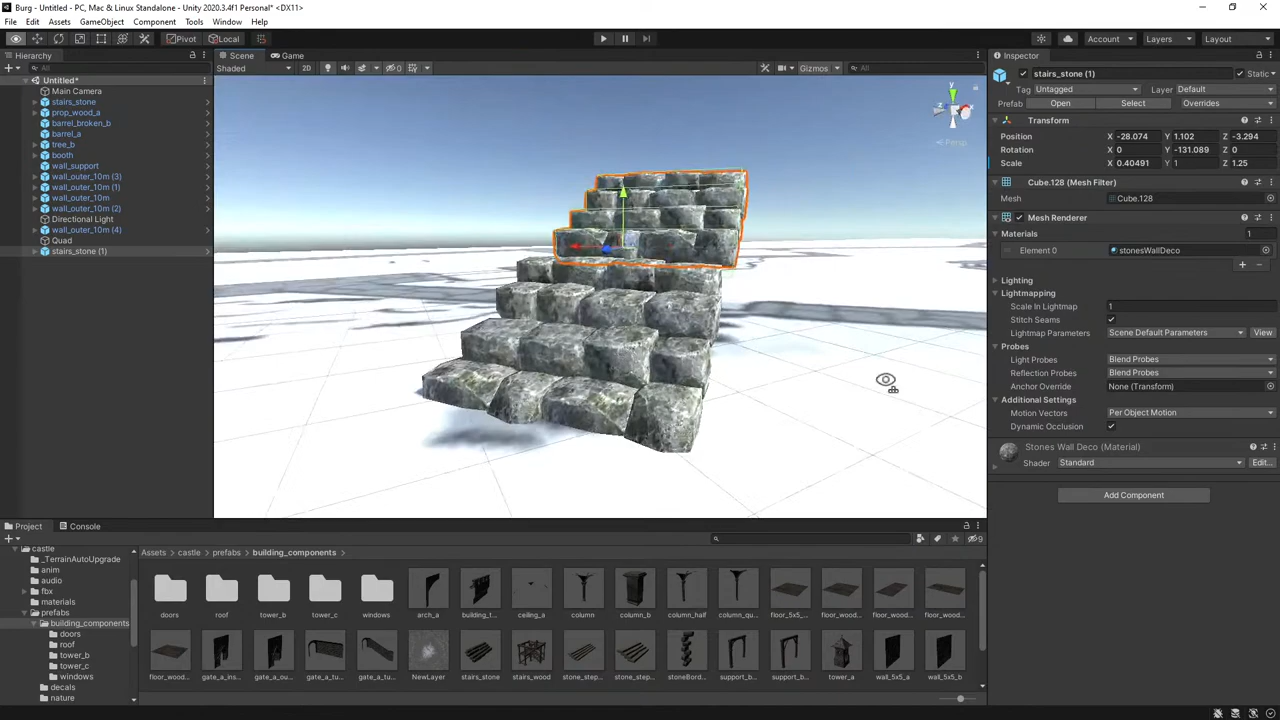 Burg - Untitled - PC, Mac & Linux Standalone - Unity 2020.3.4f1 Personal* <DX11>
File Edit Assets GameObject Component Tools Window Help
Pivot Local Account Layers Layout
Hierarchy
All
Untitled*
Main Camera
stairs_stone
prop_wood_a
barrel_broken_b
barrel_a
tree_b
booth
wall_support
wall_outer_10m (3)
wall_outer_10m (1)
wall_outer_10m
wall_outer_10m (2)
Directional Light
wall_outer_10m (4)
Quad
stairs_stone (1)
Scene Game
Shaded 2D 0 Gizmos All
y
Persp
Inspector
stairs_stone (1) Static
Tag Untagged Layer Default
Prefab Open Select Overrides
Transform
Position X -28.074 Y 1.102 Z -3.294
Rotation X 0 Y -131.089 Z 0
Scale X 0.40491 Y 1 Z 1.25
Cube.128 (Mesh Filter)
Mesh Cube.128
Mesh Renderer
Materials 1
Element 0 stonesWallDeco
Lighting
Lightmapping
Scale In Lightmap 1
Stitch Seams
Lightmap Parameters Scene Default Parameters View
Probes
Light Probes Blend Probes
Reflection Probes Blend Probes
Anchor Override None (Transform)
Additional Settings
Motion Vectors Per Object Motion
Dynamic Occlusion
Stones Wall Deco (Material)
Shader Standard Edit...
Add Component
Project Console
9
castle
_TerrainAutoUpgrade
anim
audio
fbx
materials
prefabs
building_components
doors
roof
tower_b
tower_c
windows
decals
nature
Assets > castle > prefabs > building_components >
doors roof tower_b tower_c windows arch_a building_t... ceiling_a column column_b column_half column_qu... floor_5x5_... floor_wood... floor_wood... floor_wood...
floor_wood... gate_a_ins... gate_a_ou... gate_a_tu... gate_a_tu... NewLayer stairs_stone stairs_wood stone_step... stone_step... stoneBord... support_b... support_b... tower_a wall_5x5_a wall_5x5_b